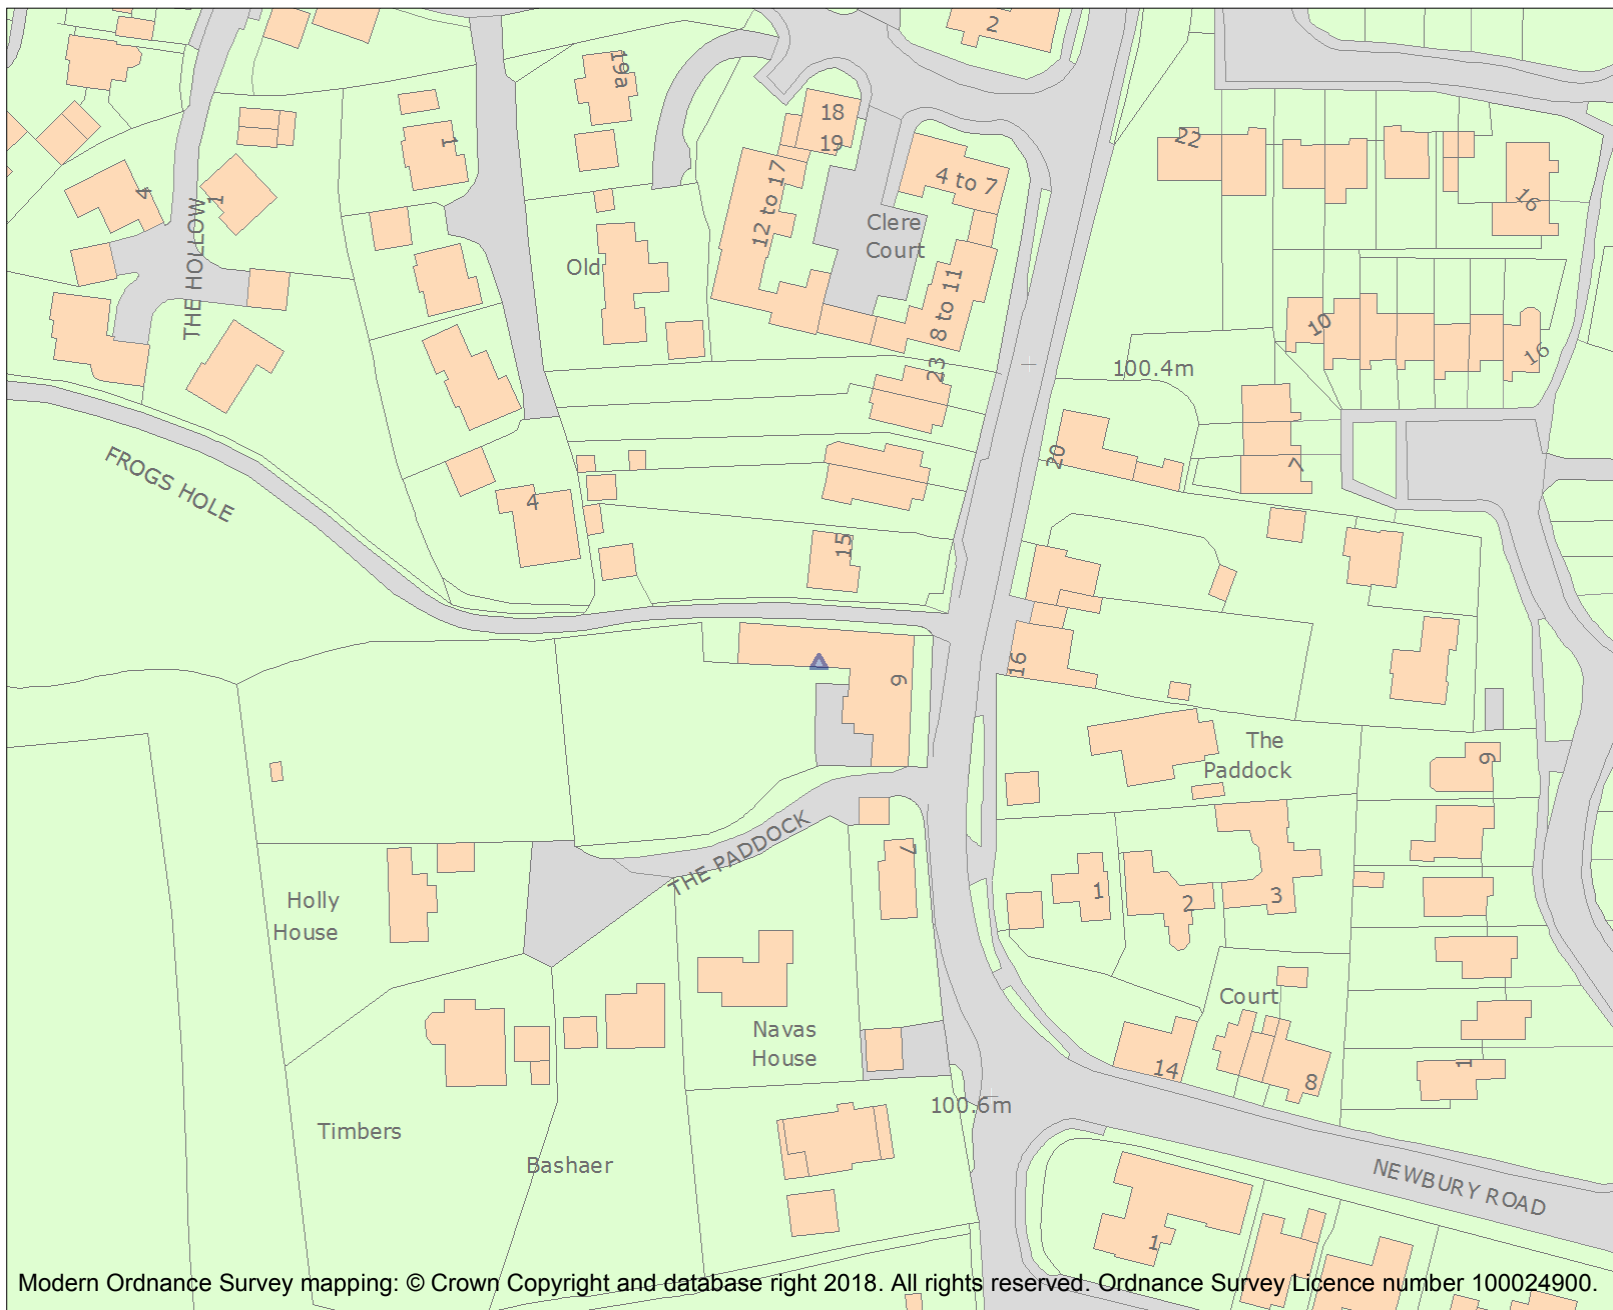 2
19a
18
19
22
1
4 to 7
4
1
12 to 17
16
THE HOLLOW
Clere
Court
Old
8 to 11
10
16
23
100.4m
20
7
FROGS HOLE
4
15
16
9
The
Paddock
9
THE PADDOCK
7
1
2
3
Holly
House
Court
Navas
House
14
8
1
100.6m
Timbers
Bashaer
NEWBURY ROAD
1
Modern Ordnance Survey mapping: © Crown Copyright and database right 2018. All rights reserved. Ordnance Survey Licence number 100024900.